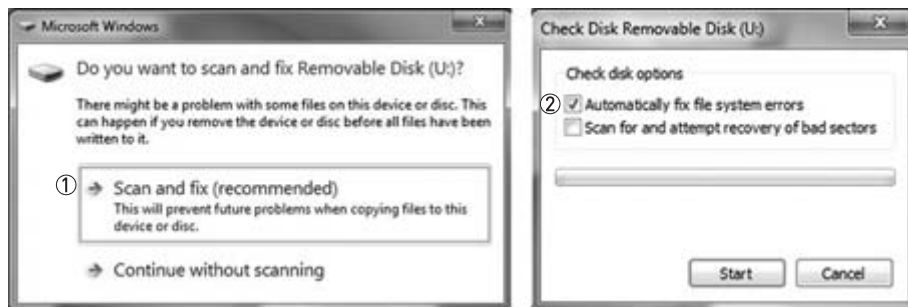 Microsoft Windows
Do you want to scan and fix Removable Disk (U:)?
There might be a problem with some files on this device or disc. This
can happen if you remove the device or disc before all files have been
written to it.
① Scan and fix (recommended)
This will prevent future problems when copying files to this
device or disc.
Continue without scanning
Check Disk Removable Disk (U:)
Check disk options
② Automatically fix file system errors
Scan for and attempt recovery of bad sectors
Start
Cancel